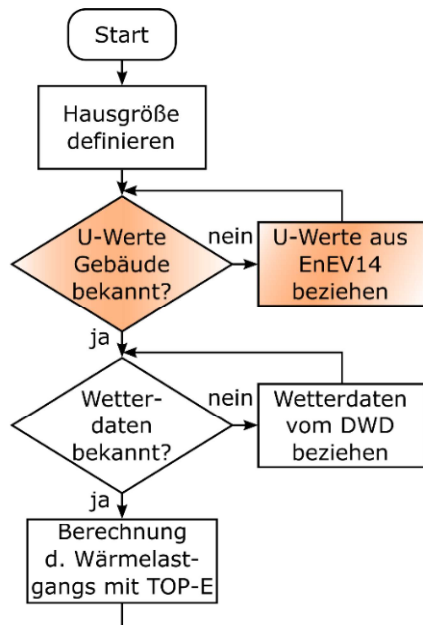 Start
Hausgröße
definieren
U-Werte
Gebäude
bekannt?
nein
U-Werte aus
EnEV14
beziehen
ja
Wetter-
daten
bekannt?
nein
Wetterdaten
vom DWD
beziehen
ja
Berechnung
d. Wärmelast-
gangs mit TOP-E